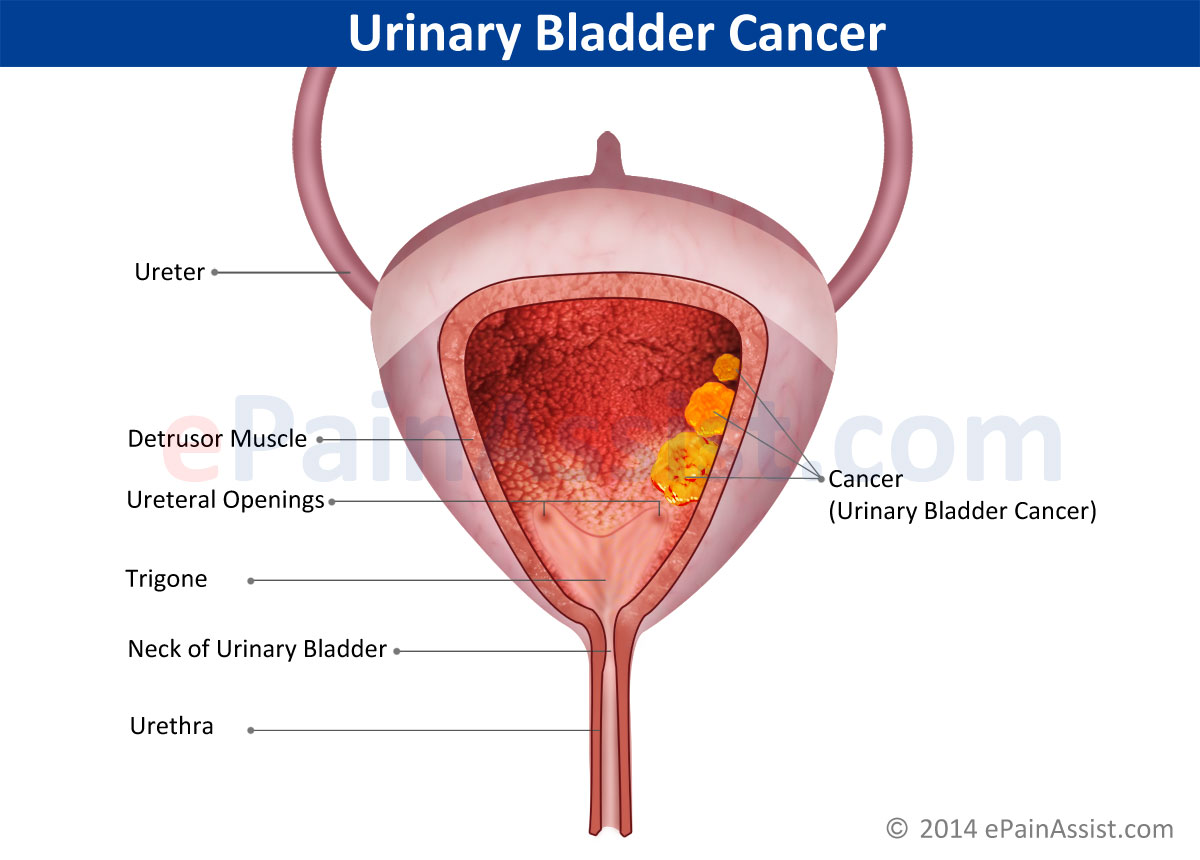 Urinary Bladder Cancer
Ureter
Detrusor Muscle
ePainAssist.com
Ureteral Openings
Cancer
(Urinary Bladder Cancer)
Trigone
Neck of Urinary Bladder
Urethra
© 2014 ePainAssist.com